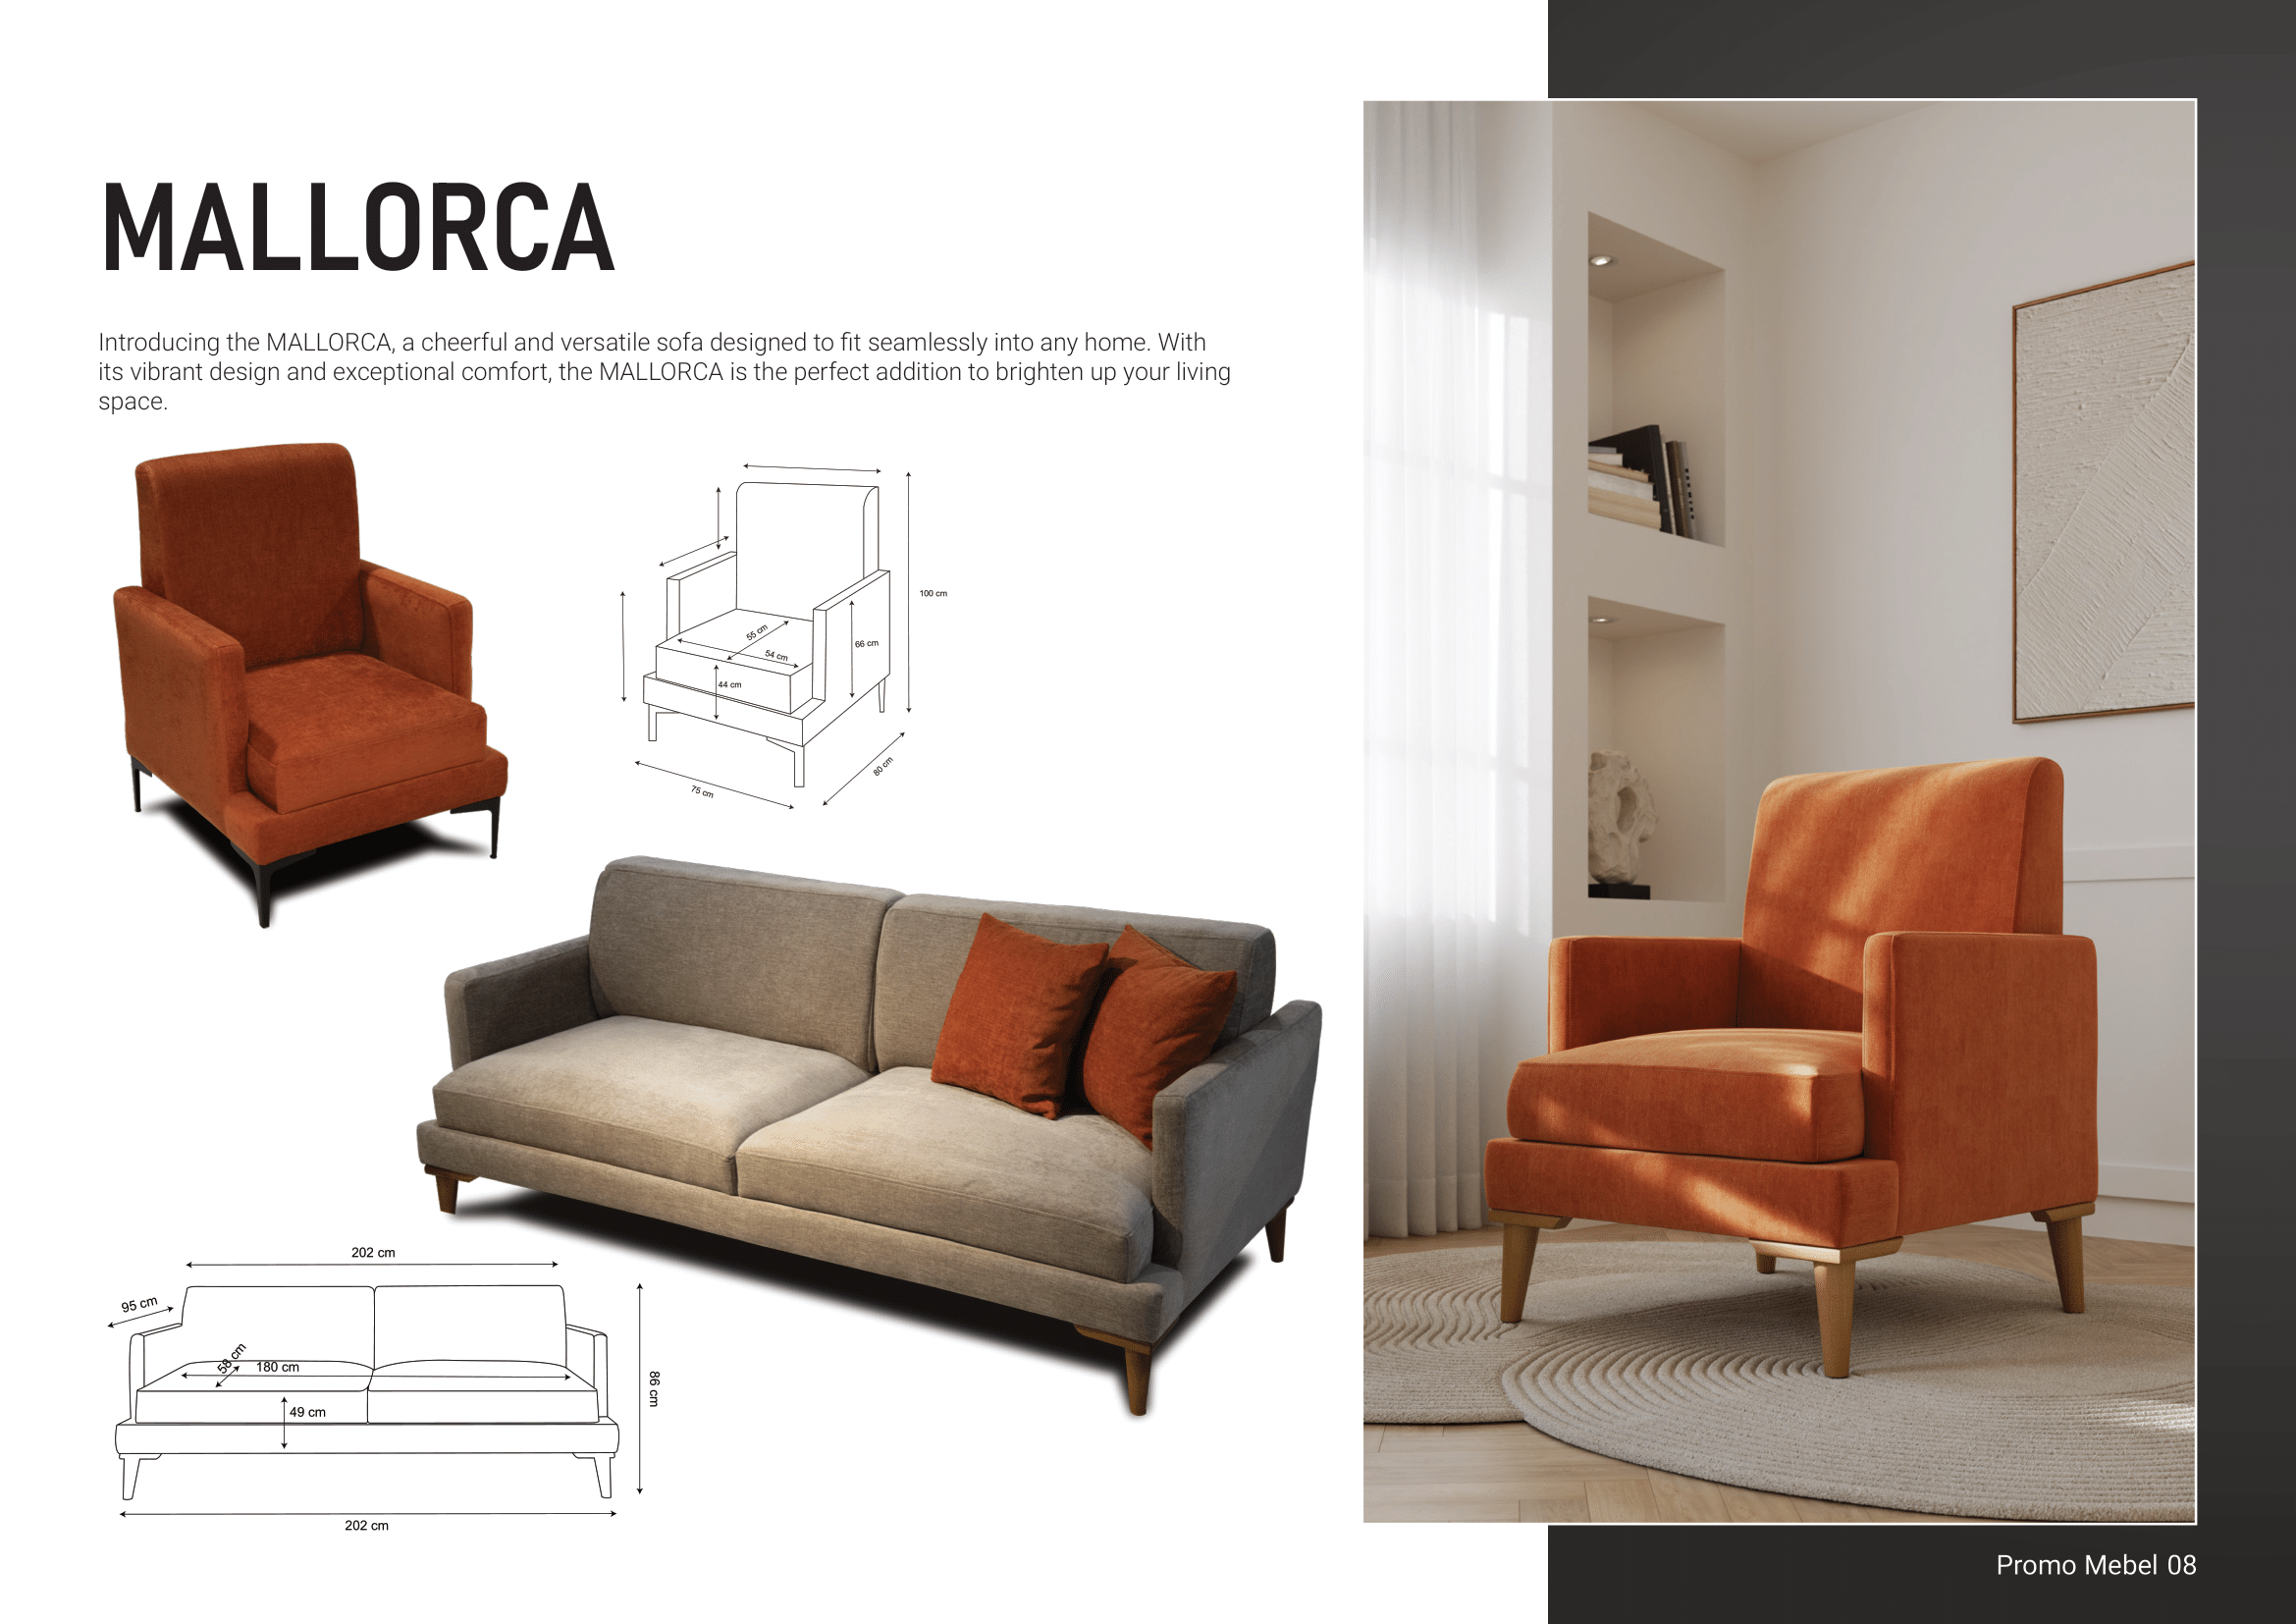 MALLORCA
Introducing the MALLORCA, a cheerful and versatile sofa designed to fit seamlessly into any home. With
its vibrant design and exceptional comfort, the MALLORCA is the perfect addition to brighten up your living
space.
100 cm
55 cm
66 cm
54 cm
44 cm
80 cm
75 cm
202 cm
95 cm
58 cm
180 cm
86 cm
49 cm
202 cm
Promo Mebel 08